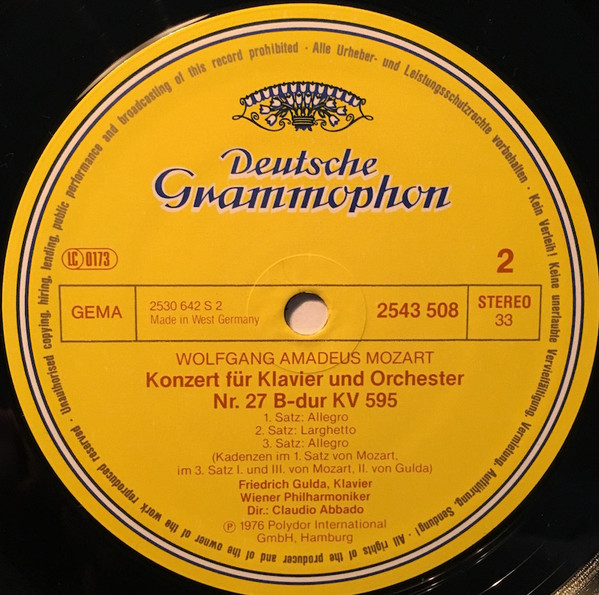 Deutsche
Grammophon
LC 0173
2
GEMA
2530 642 S 2
Made in West Germany
2543 508
STEREO
33
WOLFGANG AMADEUS MOZART
Konzert für Klavier und Orchester
Nr. 27 B-dur KV 595
1. Satz: Allegro
2. Satz: Larghetto
3. Satz: Allegro
(Kadenzen im 1. Satz von Mozart,
im 3. Satz I. und III. von Mozart, II. von Gulda)
Friedrich Gulda, Klavier
Wiener Philharmoniker
Dir.: Claudio Abbado
℗ 1976 Polydor International
GmbH, Hamburg
Alle Urheber- und Leistungsschutzrechte vorbehalten · Kein Verleih! Keine unerlaubte Vervielfältigung, Vermietung, Aufführung, Sendung! · All rights of the producer and of the owner of the work reproduced reserved · Unauthorised copying, hiring, lending, public performance and broadcasting of this record prohibited ·